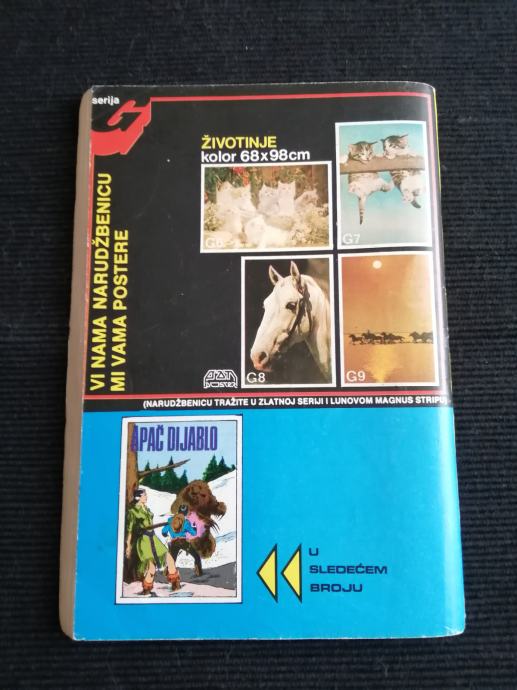 serija
G
ŽIVOTINJE
kolor 68x98cm
VI NAMA NARUDŽBENICU
MI VAMA POSTERE
G6
G7
G8
G9
(NARUDŽBENICU TRAŽITE U ZLATNOJ SERIJI I LUNOVOM MAGNUS STRIPU)
APAČ DIJABLO
U
SLEDEĆEM
BROJU